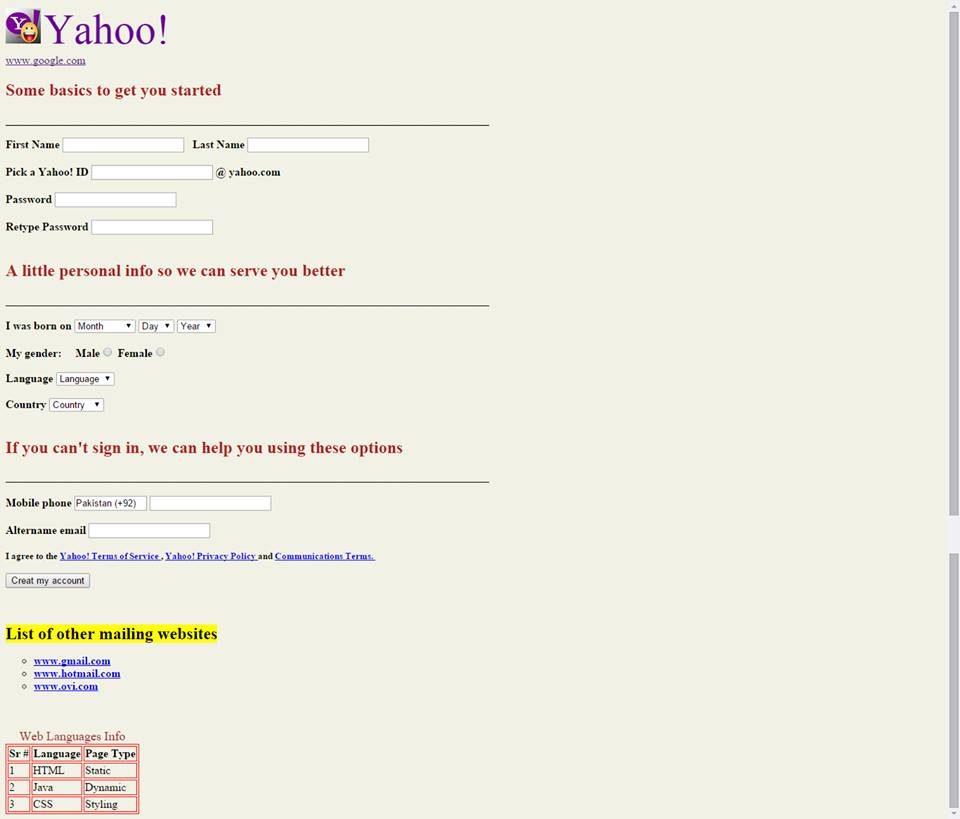 Yahoo!
www.google.com
Some basics to get you started
First Name Last Name
Pick a Yahoo! ID @ yahoo.com
Password
Retype Password
A little personal info so we can serve you better
I was born on Month Day Year
My gender: Male Female
Language Language
Country Country
If you can't sign in, we can help you using these options
Mobile phone Pakistan (+92)
Altername email
I agree to the Yahoo! Terms of Service , Yahoo! Privacy Policy and Communications Terms.
Creat my account
List of other mailing websites
www.gmail.com
www.hotmail.com
www.ovi.com
Web Languages Info
Sr # Language Page Type
1 HTML Static
2 Java Dynamic
3 CSS Styling